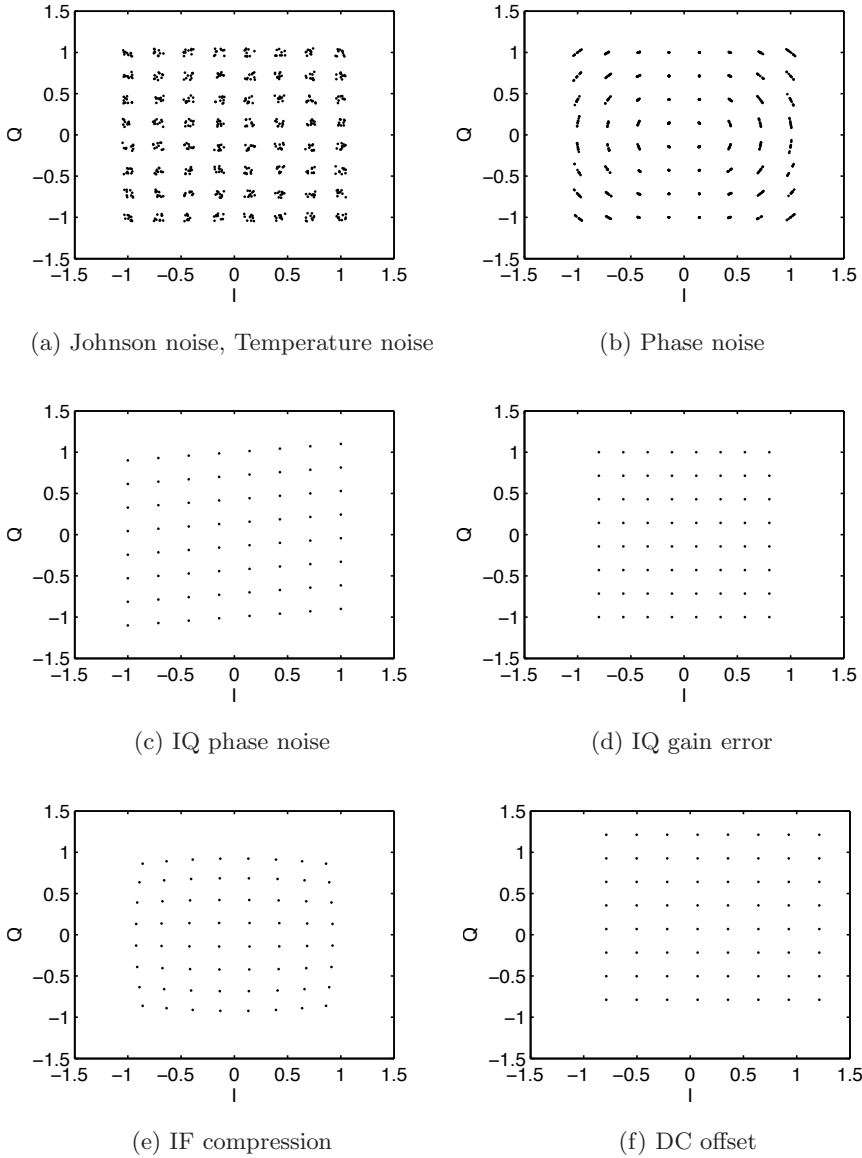 1.5
1
0.5
0
−0.5
−1
−1.5
Q
−1.5 −1 −0.5 0 0.5 1 1.5
I
(a) Johnson noise, Temperature noise
1.5
1
0.5
0
−0.5
−1
−1.5
Q
−1.5 −1 −0.5 0 0.5 1 1.5
I
(b) Phase noise
1.5
1
0.5
0
−0.5
−1
−1.5
Q
−1.5 −1 −0.5 0 0.5 1 1.5
I
(c) IQ phase noise
1.5
1
0.5
0
−0.5
−1
−1.5
Q
−1.5 −1 −0.5 0 0.5 1 1.5
I
(d) IQ gain error
1.5
1
0.5
0
−0.5
−1
−1.5
Q
−1.5 −1 −0.5 0 0.5 1 1.5
I
(e) IF compression
1.5
1
0.5
0
−0.5
−1
−1.5
Q
−1.5 −1 −0.5 0 0.5 1 1.5
I
(f) DC offset